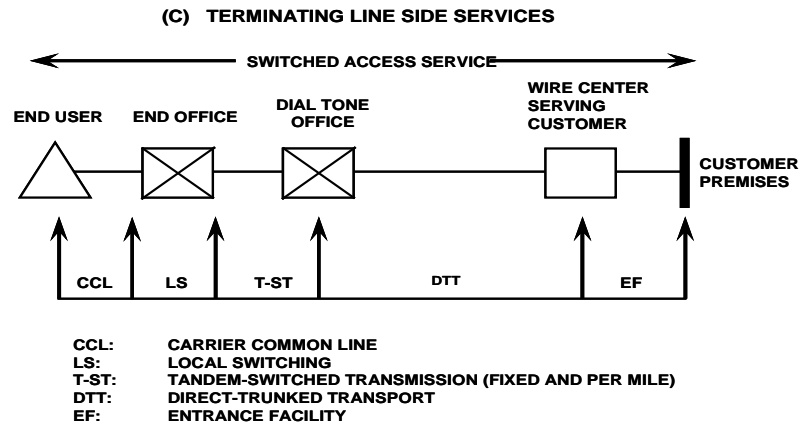 (C) TERMINATING LINE SIDE SERVICES
SWITCHED ACCESS SERVICE
END USER
END OFFICE
DIAL TONE
OFFICE
WIRE CENTER
SERVING
CUSTOMER
CUSTOMER
PREMISES
CCL
LS
T-ST
DTT
EF
CCL: CARRIER COMMON LINE
LS: LOCAL SWITCHING
T-ST: TANDEM-SWITCHED TRANSMISSION (FIXED AND PER MILE)
DTT: DIRECT-TRUNKED TRANSPORT
EF: ENTRANCE FACILITY